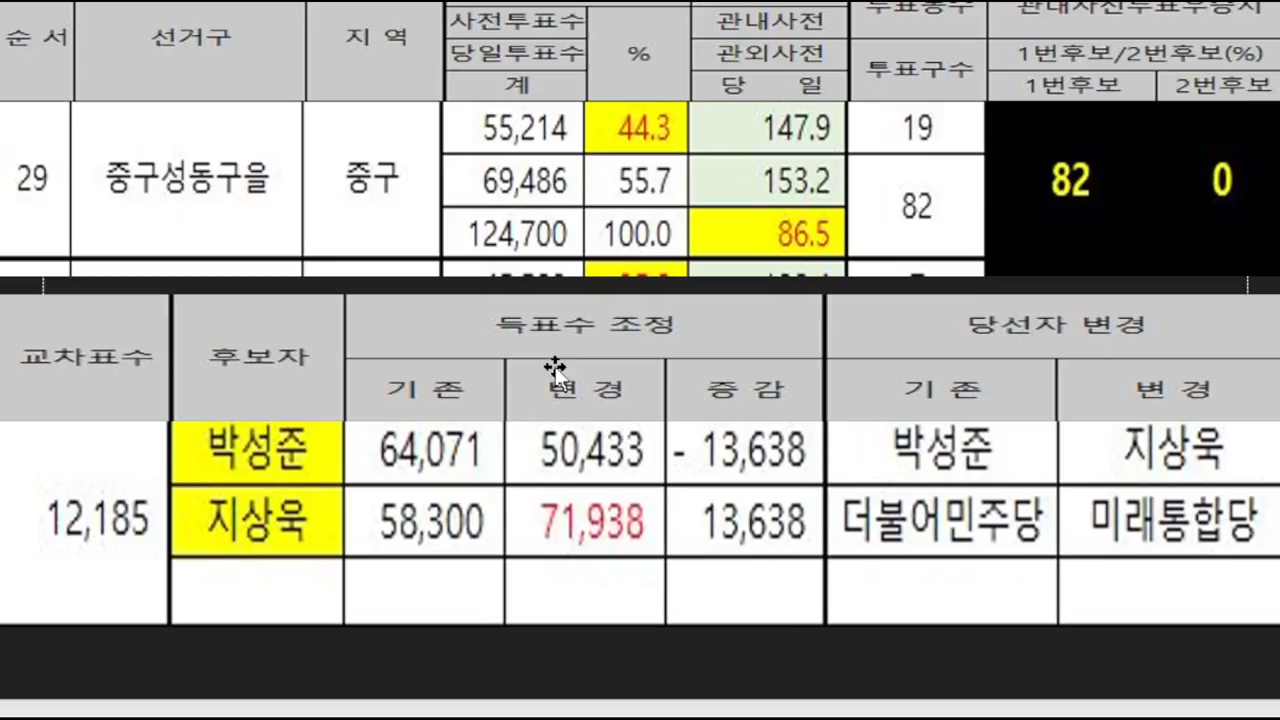 순 서 선거구 지 역 사전투표수 당일투표수 계 % 관내사전 관외사전 당 일 투표구수 1번후보/2번후보(%) 1번후보 2번후보
29 중구성동구을 중구
55,214 44.3 147.9 19
69,486 55.7 153.2 82 82 0
124,700 100.0 86.5
교차표수 후보자 득표수 조정 당선자 변경
기 존 변 경 증 감 기 존 변 경
박성준 64,071 50,433 - 13,638 박성준 지상욱
12,185 지상욱 58,300 71,938 13,638 더불어민주당 미래통합당